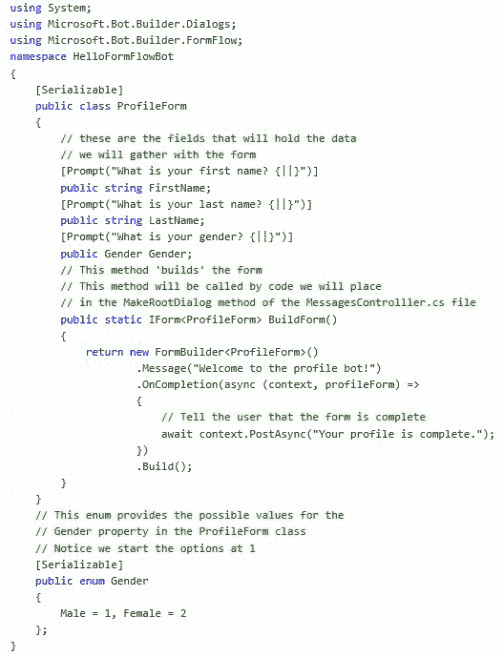 using System;
using Microsoft.Bot.Builder.Dialogs;
using Microsoft.Bot.Builder.FormFlow;
namespace HelloFormFlowBot
{
    [Serializable]
    public class ProfileForm
    {
        // these are the fields that will hold the data
        // we will gather with the form
        [Prompt("What is your first name? {||}")]
        public string FirstName;
        [Prompt("What is your last name? {||}")]
        public string LastName;
        [Prompt("What is your gender? {||}")]
        public Gender Gender;
        // This method 'builds' the form
        // This method will be called by code we will place
        // in the MakeRootDialog method of the MessagesControlller.cs file
        public static IForm<ProfileForm> BuildForm()
        {
            return new FormBuilder<ProfileForm>()
                    .Message("Welcome to the profile bot!")
                    .OnCompletion(async (context, profileForm) =>
                    {
                        // Tell the user that the form is complete
                        await context.PostAsync("Your profile is complete.");
                    })
                    .Build();
        }
    }
    // This enum provides the possible values for the
    // Gender property in the ProfileForm class
    // Notice we start the options at 1
    [Serializable]
    public enum Gender
    {
        Male = 1, Female = 2
    };
}